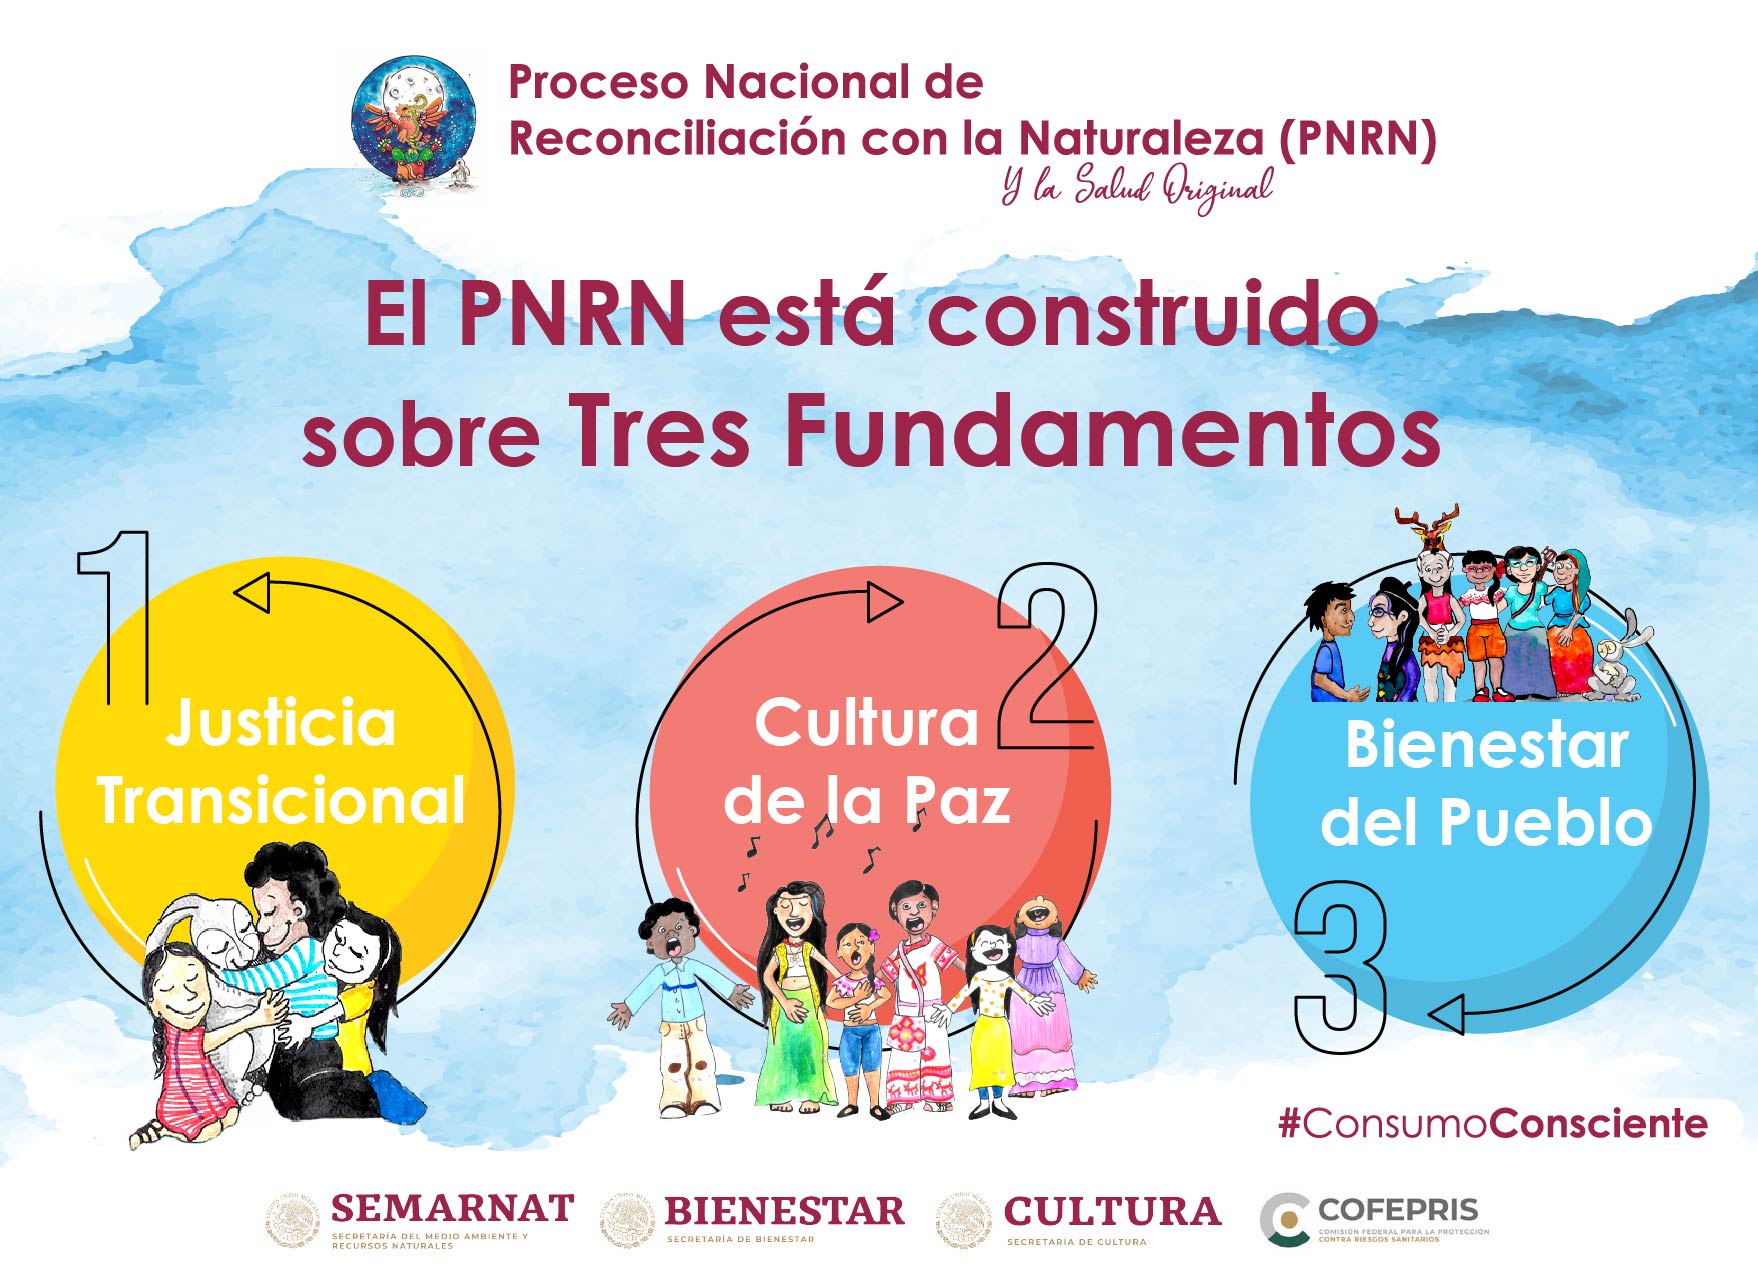 Proceso Nacional de
Reconciliación con la Naturaleza (PNRN)
Y la Salud Original
El PNRN está construido
sobre Tres Fundamentos
1
Justicia
Transicional
2
Cultura
de la Paz
Bienestar
del Pueblo
3
#ConsumoConsciente
SEMARNAT
SECRETARÍA DEL MEDIO AMBIENTE Y
RECURSOS NATURALES
BIENESTAR
SECRETARÍA DE BIENESTAR
CULTURA
SECRETARÍA DE CULTURA
COFEPRIS
COMISIÓN FEDERAL PARA LA PROTECCIÓN
CONTRA RIESGOS SANITARIOS